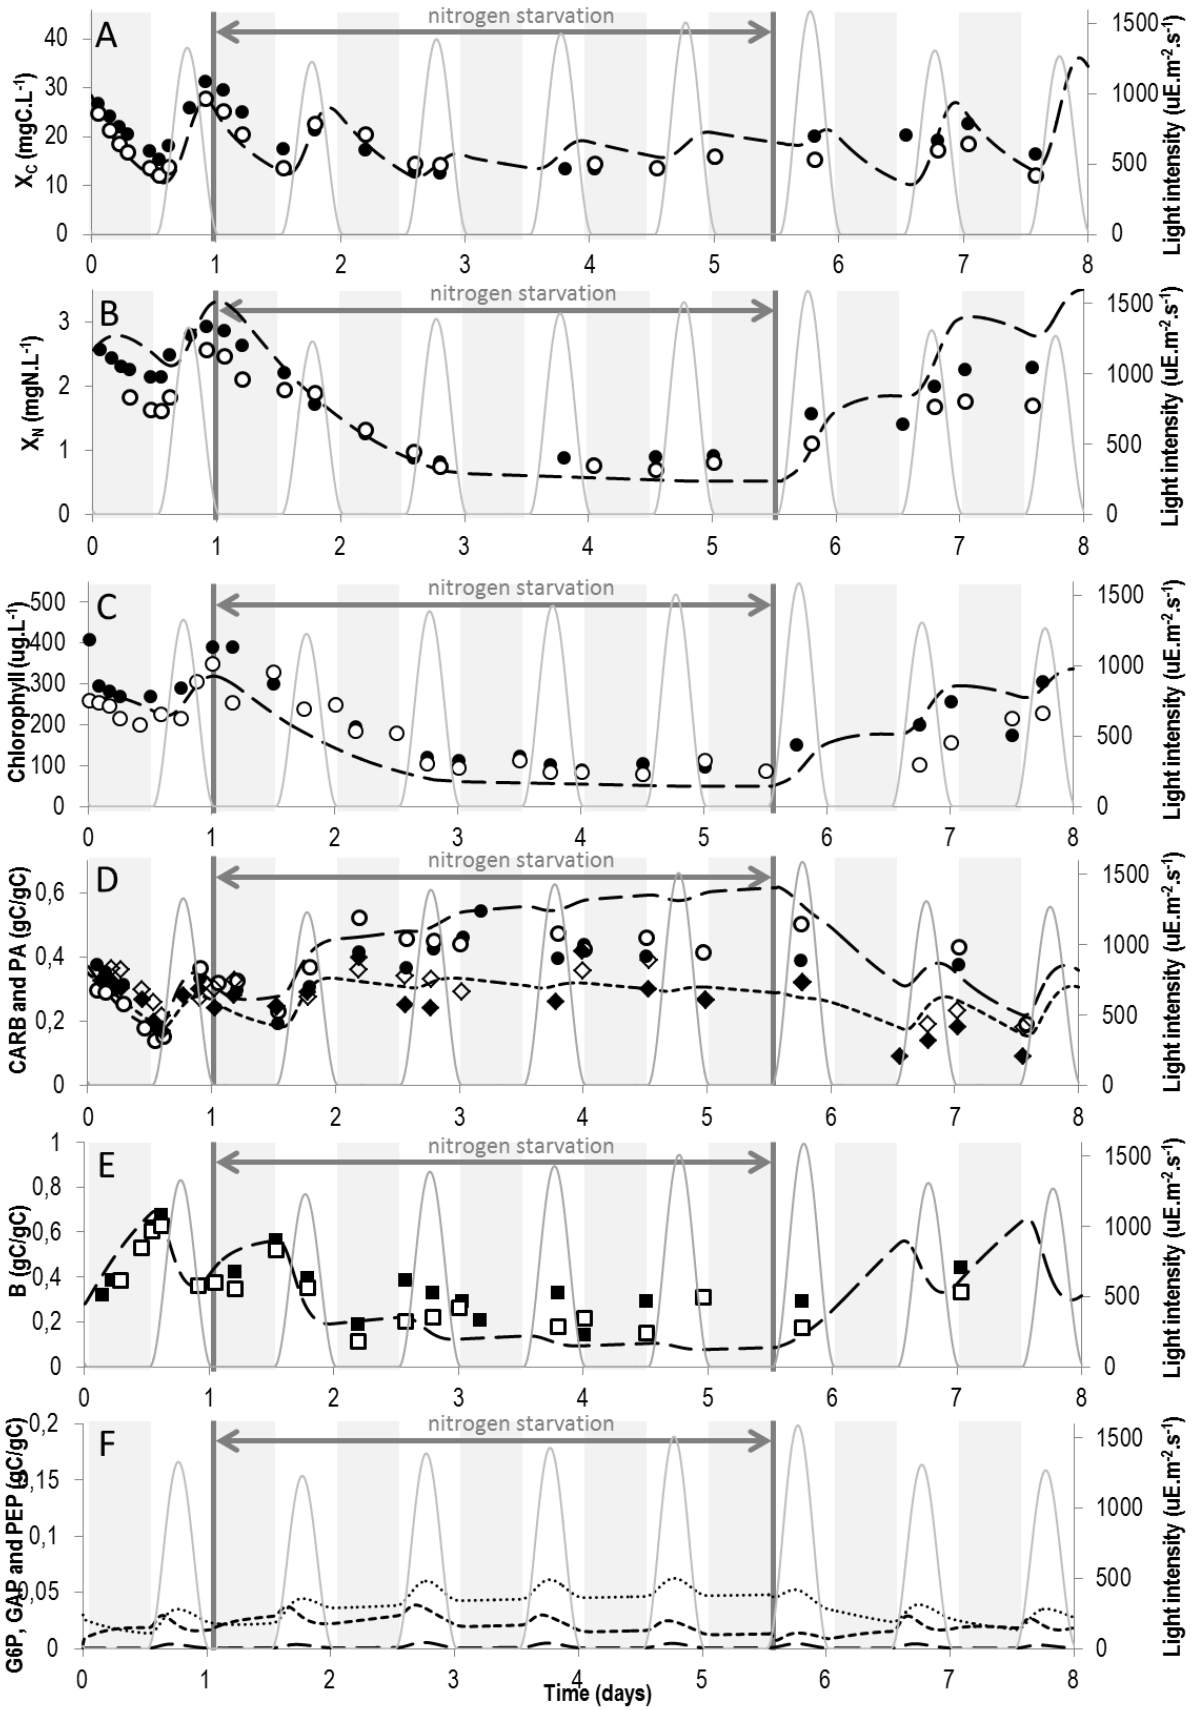 nitrogen starvation
A
X_C (mgC.L⁻¹)
40
30
20
10
0
1500
1000
500
0
Light intensity (uE.m⁻².s⁻¹)
0 1 2 3 4 5 6 7 8
nitrogen starvation
B
X_N (mgN.L⁻¹)
3
2
1
0
1500
1000
500
0
Light intensity (uE.m⁻².s⁻¹)
0 1 2 3 4 5 6 7 8
nitrogen starvation
C
Chlorophyll (ug.L⁻¹)
500
400
300
200
100
0
1500
1000
500
0
Light intensity (uE.m⁻².s⁻¹)
0 1 2 3 4 5 6 7 8
nitrogen starvation
D
CARB and PA (gC/gC)
0,6
0,4
0,2
0
1500
1000
500
0
Light intensity (uE.m⁻².s⁻¹)
0 1 2 3 4 5 6 7 8
nitrogen starvation
E
B (gC/gC)
1
0,8
0,6
0,4
0,2
0
1500
1000
500
0
Light intensity (uE.m⁻².s⁻¹)
0 1 2 3 4 5 6 7 8
nitrogen starvation
F
G6P, GAP and PEP (gC/gC)
0,2
0,15
0,1
0,05
0
1500
1000
500
0
Light intensity (uE.m⁻².s⁻¹)
0 1 2 3 4 5 6 7 8
Time (days)